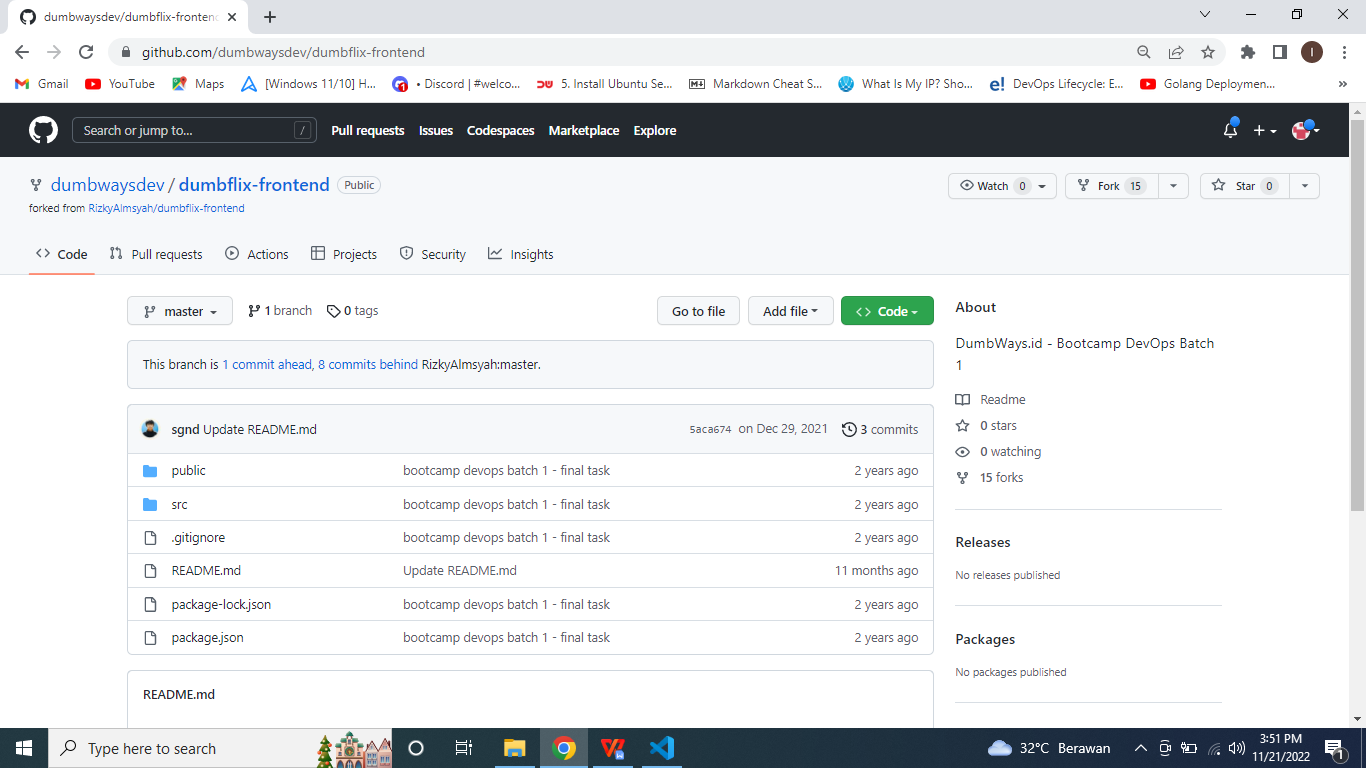 dumbwaysdev/dumbflix-frontend
github.com/dumbwaysdev/dumbflix-frontend
I
Gmail YouTube Maps [Windows 11/10] H... • Discord | #welco... 5. Install Ubuntu Se... Markdown Cheat S... What Is My IP? Sho... DevOps Lifecycle: E... Golang Deploymen... »
Search or jump to... / Pull requests Issues Codespaces Marketplace Explore
dumbwaysdev / dumbflix-frontend Public Watch 0 Fork 15 Star 0
forked from RizkyAlmsyah/dumbflix-frontend
Code Pull requests Actions Projects Security Insights
master 1 branch 0 tags Go to file Add file Code
This branch is 1 commit ahead, 8 commits behind RizkyAlmsyah:master.
sgnd Update README.md 5aca674 on Dec 29, 2021 3 commits
public bootcamp devops batch 1 - final task 2 years ago
src bootcamp devops batch 1 - final task 2 years ago
.gitignore bootcamp devops batch 1 - final task 2 years ago
README.md Update README.md 11 months ago
package-lock.json bootcamp devops batch 1 - final task 2 years ago
package.json bootcamp devops batch 1 - final task 2 years ago
README.md
About
DumbWays.id - Bootcamp DevOps Batch
1
Readme
0 stars
0 watching
15 forks
Releases
No releases published
Packages
No packages published
Type here to search
32°C Berawan
3:51 PM
11/21/2022
1